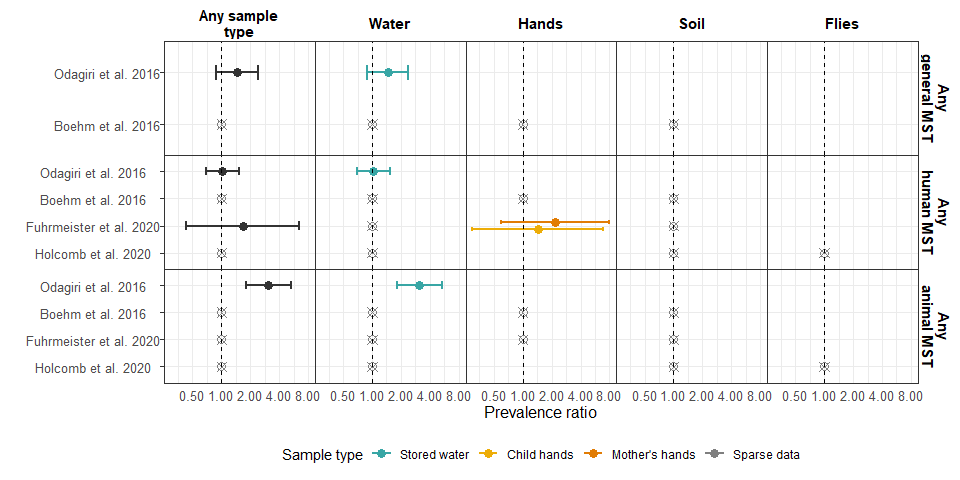 Any sample
type
Water
Hands
Soil
Flies
Odagiri et al. 2016
Boehm et al. 2016
Any
general MST
Odagiri et al. 2016
Boehm et al. 2016
Fuhrmeister et al. 2020
Holcomb et al. 2020
Any
human MST
Odagiri et al. 2016
Boehm et al. 2016
Fuhrmeister et al. 2020
Holcomb et al. 2020
Any
animal MST
0.50 1.00 2.00 4.00 8.00 0.50 1.00 2.00 4.00 8.00 0.50 1.00 2.00 4.00 8.00 0.50 1.00 2.00 4.00 8.00 0.50 1.00 2.00 4.00 8.00
Prevalence ratio
Sample type Stored water Child hands Mother's hands Sparse data